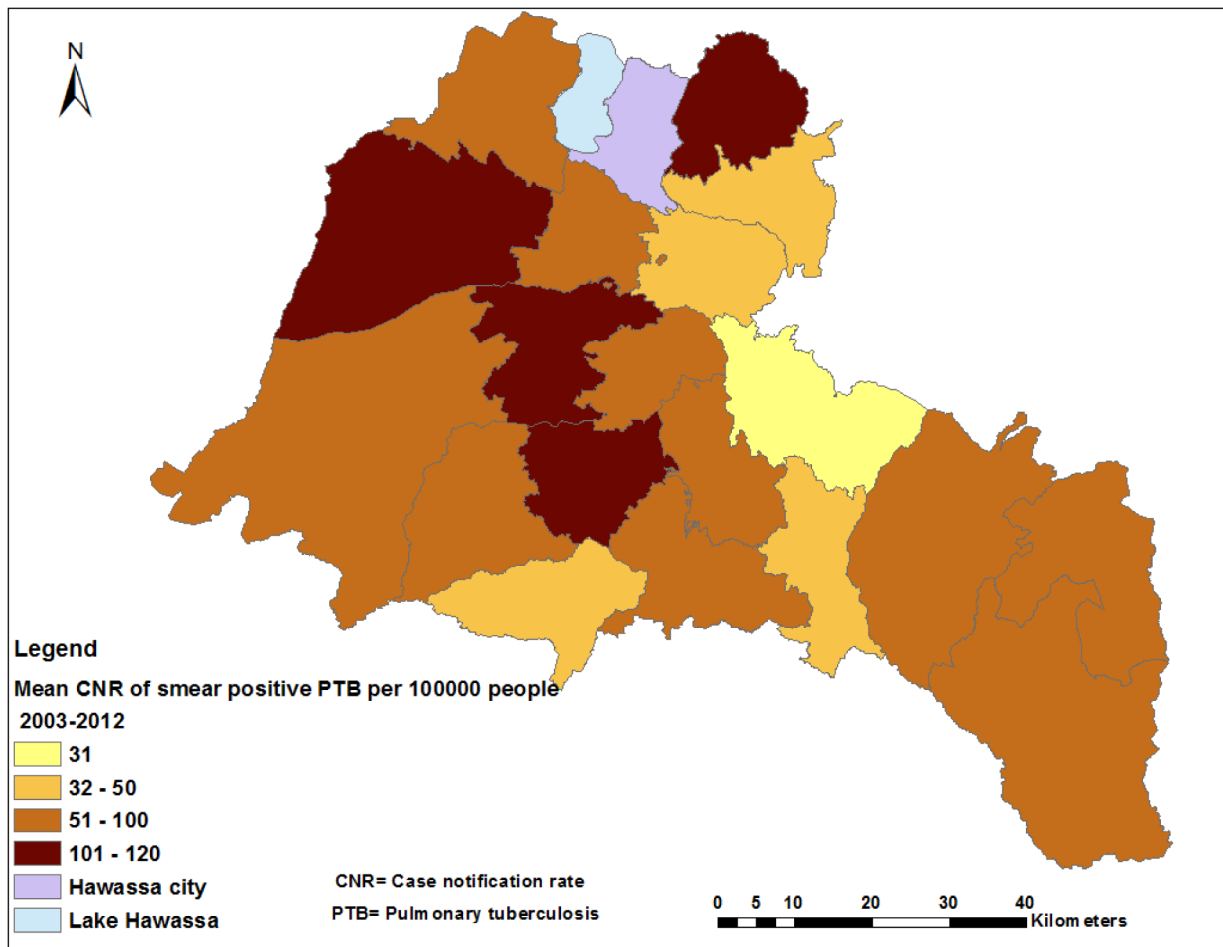 N
Legend
Mean CNR of smear positive PTB per 100000 people
2003-2012
31
32 - 50
51 - 100
101 - 120
Hawassa city
Lake Hawassa
CNR= Case notification rate
PTB= Pulmonary tuberculosis
0 5 10 20 30 40
Kilometers